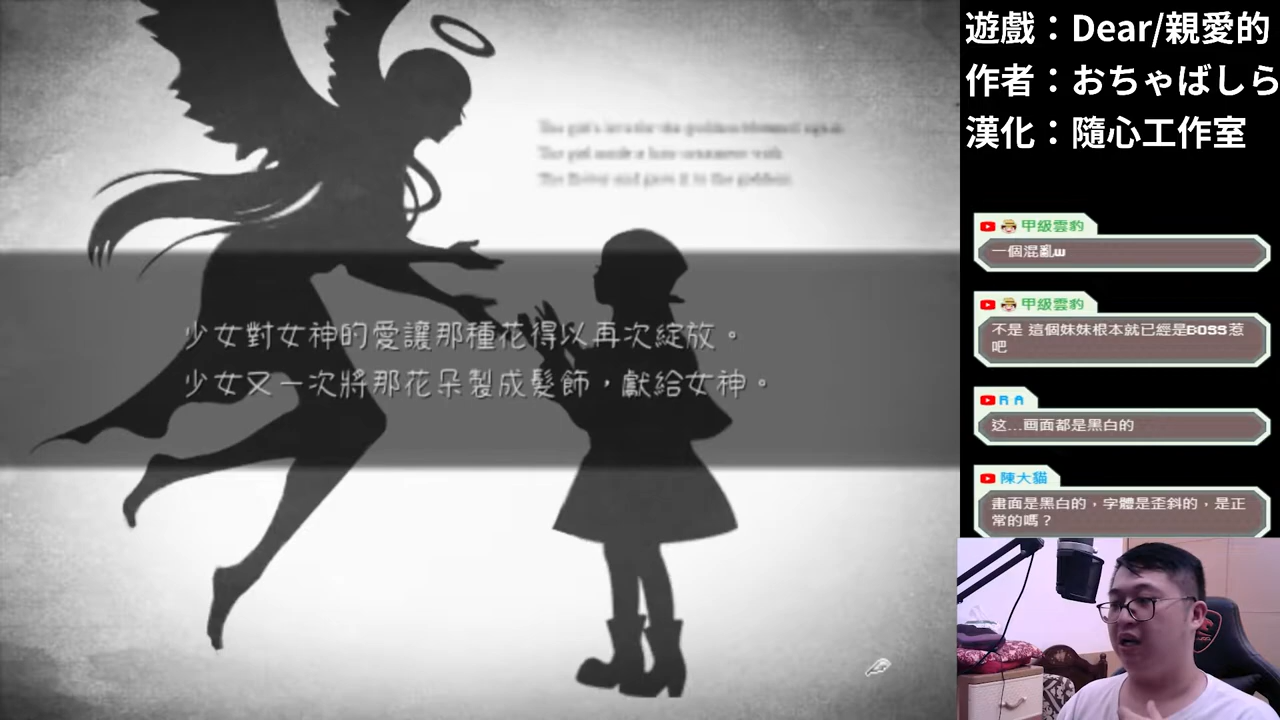 遊戲：Dear/親愛的
作者：おちゃばしら
漢化：隨心工作室
少女對女神的愛讓那種花得以再次綻放。
少女又一次將那花朵製成髮飾，獻給女神。
甲級雲豹
一個混亂w
甲級雲豹
不是 這個妹妹根本就已經是BOSS惹
吧
R A
这...画面都是黑白的
陳大貓
畫面是黑白的，字體是歪斜的，是正
常的嗎？